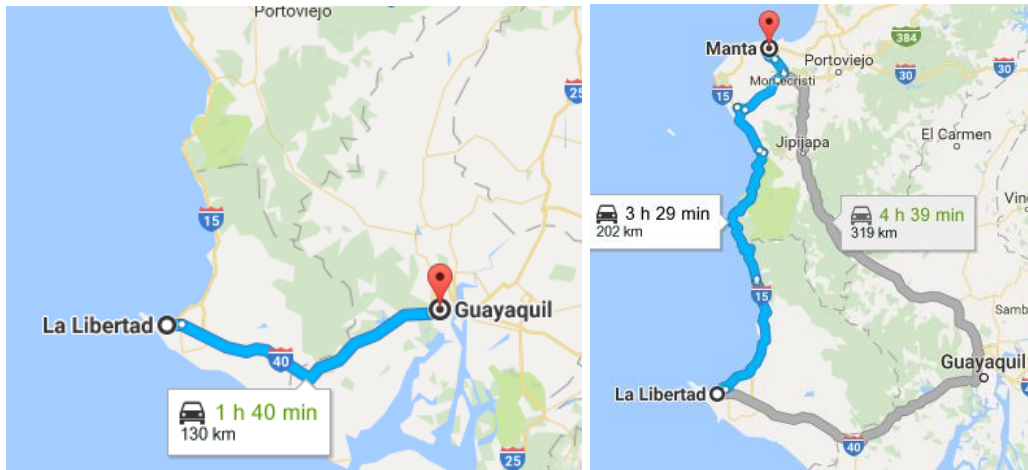 Portoviejo
25
15
La Libertad
Guayaquil
40
1 h 40 min
130 km
25
Manta
384
Portoviejo
Montecristi
30
30
15
Jipijapa
El Carmen
3 h 29 min
202 km
4 h 39 min
319 km
15
Samb
Guayaquil
La Libertad
40